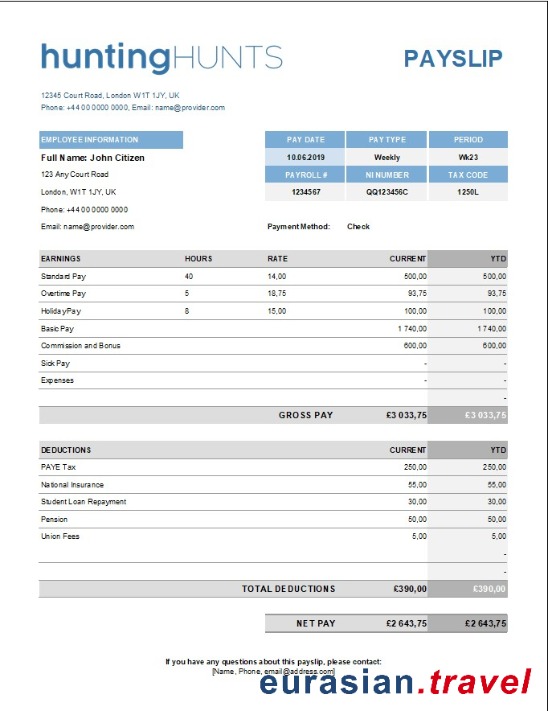 huntingHUNTS
PAYSLIP
12345 Court Road, London W1T 1JY, UK
Phone: +44 00 0000 0000, Email: name@provider.com
EMPLOYEE INFORMATION PAY DATE PAY TYPE PERIOD
Full Name: John Citizen 10.06.2019 Weekly Wk23
123 Any Court Road PAYROLL # NI NUMBER TAX CODE
London, W1T 1JY, UK 1234567 QQ123456C 1250L
Phone: +44 00 0000 0000
Email: name@provider.com Payment Method: Check
EARNINGS HOURS RATE CURRENT YTD
Standard Pay 40 14,00 500,00 500,00
Overtime Pay 5 18,75 93,75 93,75
Holiday Pay 8 15,00 100,00 100,00
Basic Pay 1 740,00 1 740,00
Commission and Bonus 600,00 600,00
Sick Pay - -
Expenses - -
-
GROSS PAY £3 033,75 £3 033,75
DEDUCTIONS CURRENT YTD
PAYE Tax 250,00 250,00
National Insurance 55,00 55,00
Student Loan Repayment 30,00 30,00
Pension 50,00 50,00
Union Fees 5,00 5,00
-
-
TOTAL DEDUCTIONS £390,00 £390,00
NET PAY £2 643,75 £2 643,75
If you have any questions about this payslip, please contact:
[Name, Phone, email@address.com]
eurasian.travel